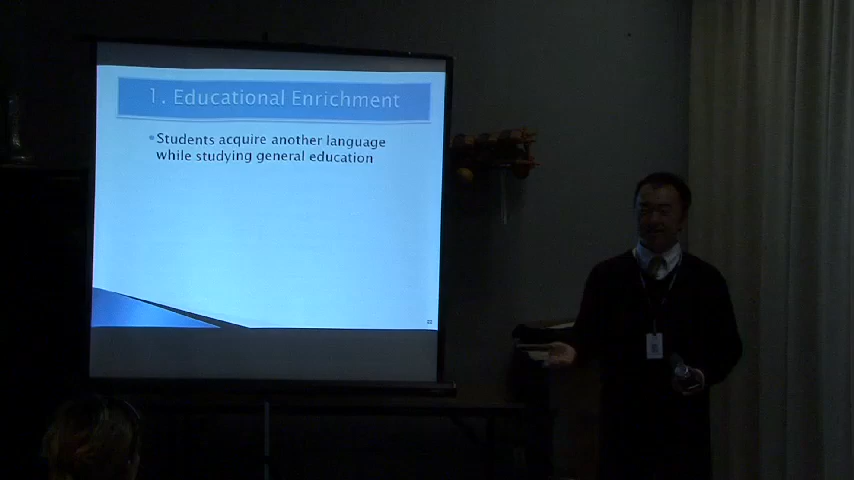 1. Educational Enrichment
Students acquire another language
while studying general education